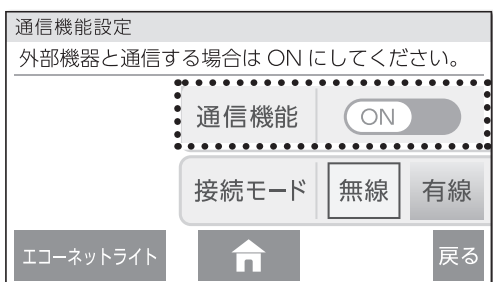 通信機能設定
外部機器と通信する場合は ON にしてください。
通信機能 ON
接続モード 無線 有線
エコーネットライト 戻る